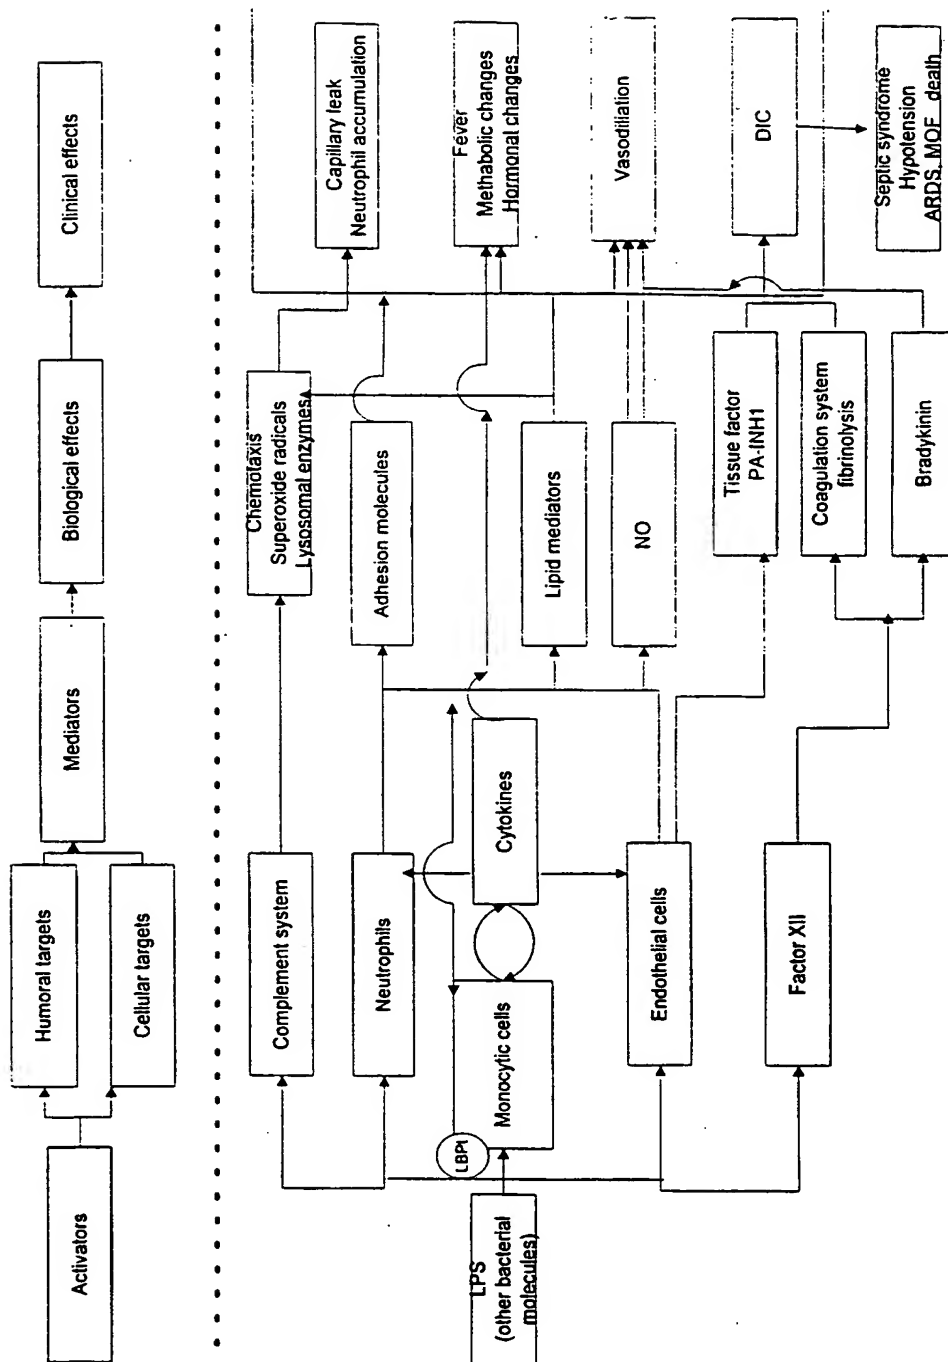 Activators
Humoral targets
Cellular targets
Mediators
Biological effects
Clinical effects
LPS
(other bacterial
molecules)
LBPI
Complement system
Neutrophils
Monocytic cells
Endothelial cells
Factor XII
Cytokines
Chemotaxis
Superoxide radicals
Lysosomal enzymes
Adhesion molecules
Lipid mediators
NO
Tissue factor
PA-INH1
Coagulation system
fibrinolysis
Bradykinin
Capillary leak
Neutrophil accumulation
Féver
Methabolic changes
Hormonal changes
Vasodiliation
DIC
Septic syndrome
Hypotension
ARDS, MOF death